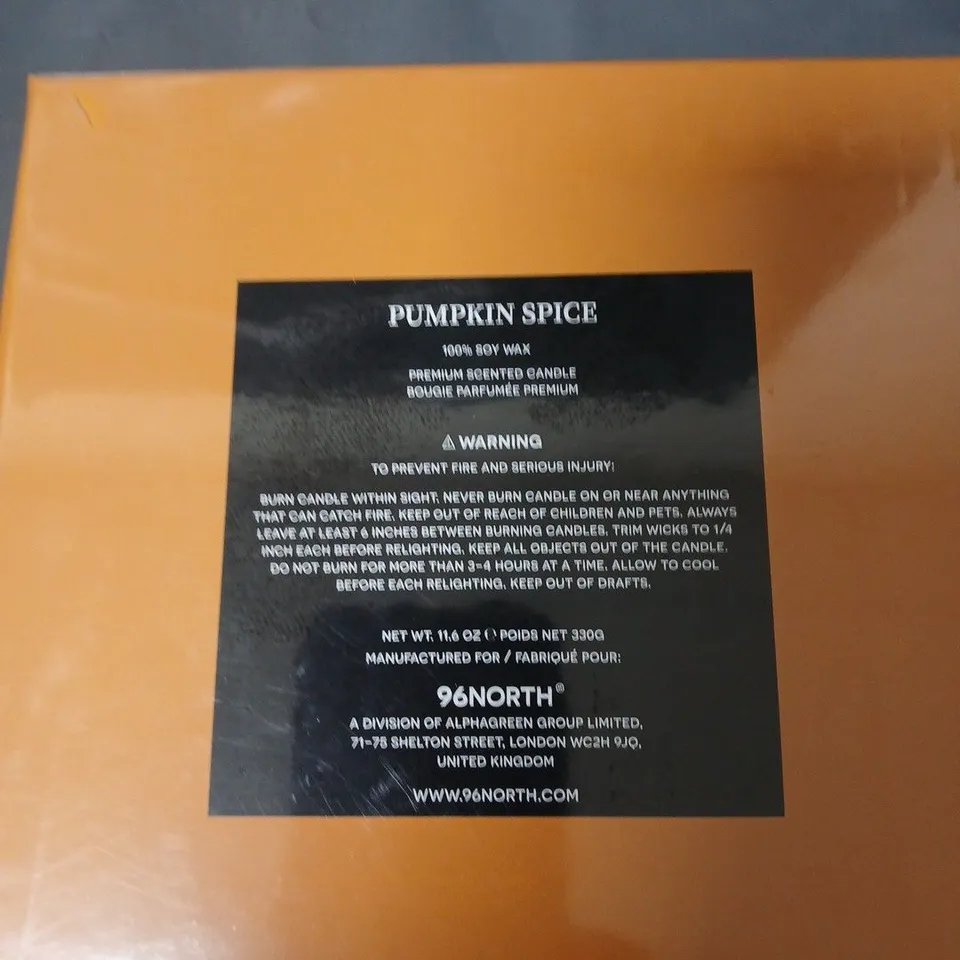 PUMPKIN SPICE
100% SOY WAX
PREMIUM SCENTED CANDLE
BOUGIE PARFUMÉE PREMIUM
⚠ WARNING
TO PREVENT FIRE AND SERIOUS INJURY:
BURN CANDLE WITHIN SIGHT. NEVER BURN CANDLE ON OR NEAR ANYTHING
THAT CAN CATCH FIRE. KEEP OUT OF REACH OF CHILDREN AND PETS. ALWAYS
LEAVE AT LEAST 6 INCHES BETWEEN BURNING CANDLES. TRIM WICKS TO 1/4
INCH EACH BEFORE RELIGHTING. KEEP ALL OBJECTS OUT OF THE CANDLE.
DO NOT BURN FOR MORE THAN 3-4 HOURS AT A TIME. ALLOW TO COOL
BEFORE EACH RELIGHTING. KEEP OUT OF DRAFTS.
NET WT. 11.6 OZ POIDS NET 330G
MANUFACTURED FOR / FABRIQUÉ POUR:
96NORTH®
A DIVISION OF ALPHAGREEN GROUP LIMITED,
71-75 SHELTON STREET, LONDON WC2H 9JQ,
UNITED KINGDOM
WWW.96NORTH.COM